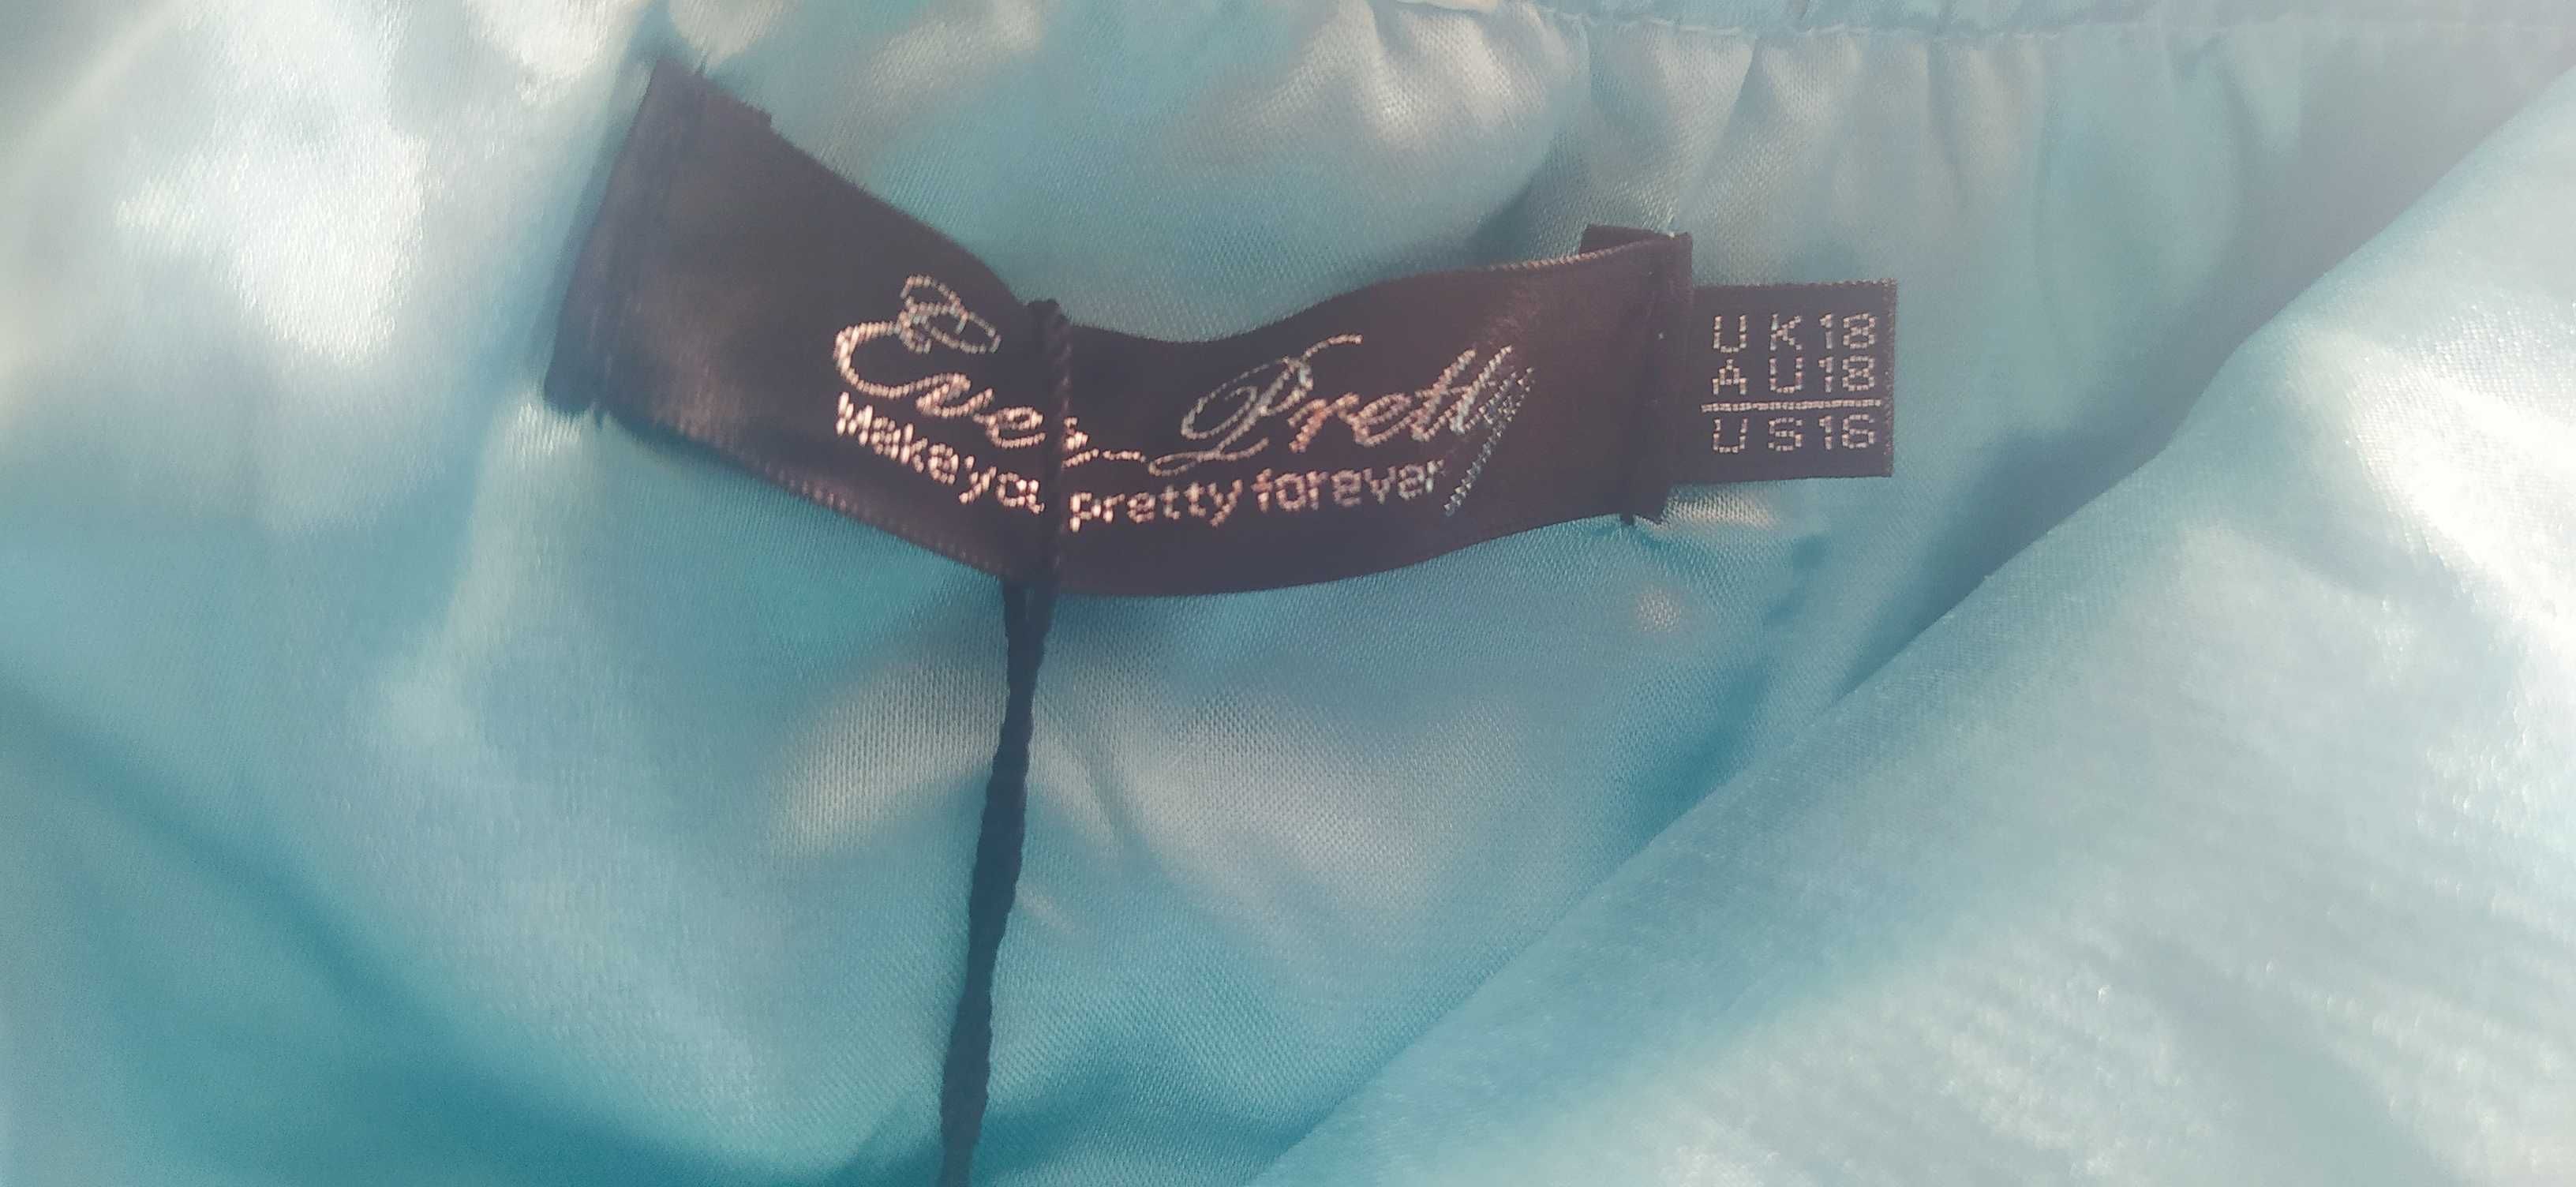 Ever-Pretty
Make you pretty forever
UK18
AU18
US16